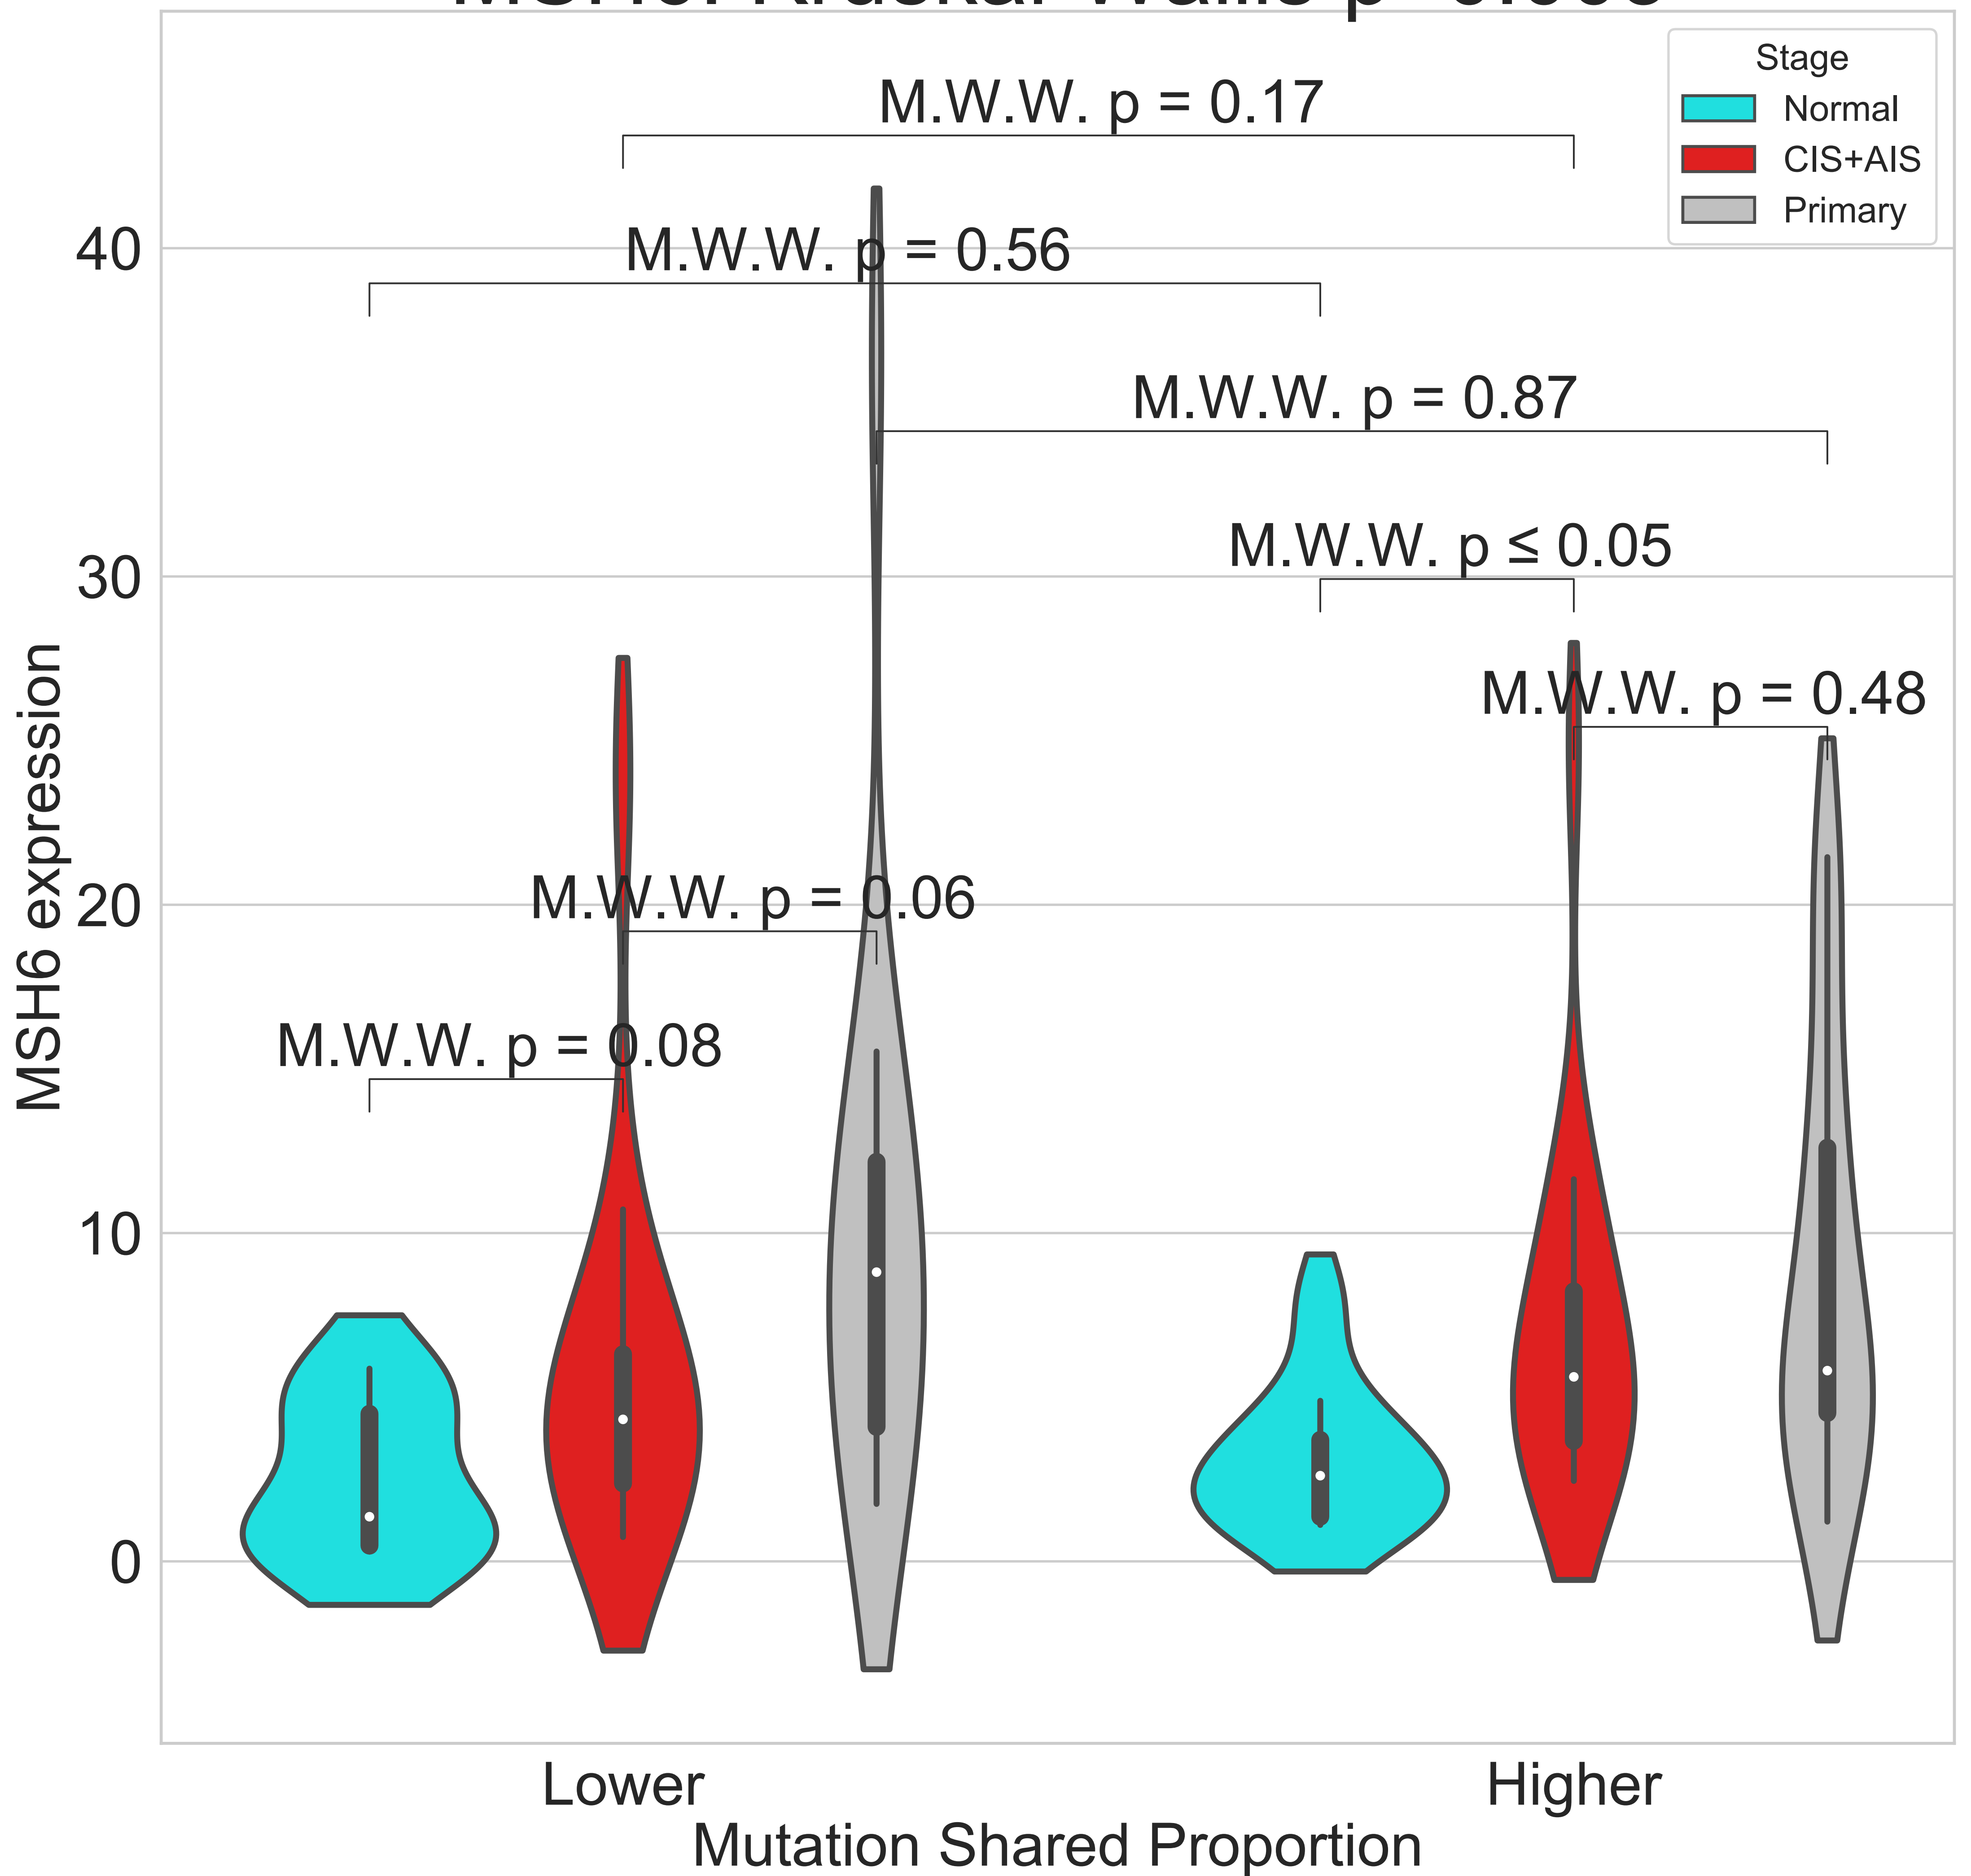 Stage
Normal
CIS+AIS
Primary
M.W.W. p = 0.17
M.W.W. p = 0.56
M.W.W. p = 0.87
M.W.W. p ≤ 0.05
M.W.W. p = 0.48
M.W.W. p = 0.06
M.W.W. p = 0.08
MSH6 expression
40
30
20
10
0
Lower
Higher
Mutation Shared Proportion